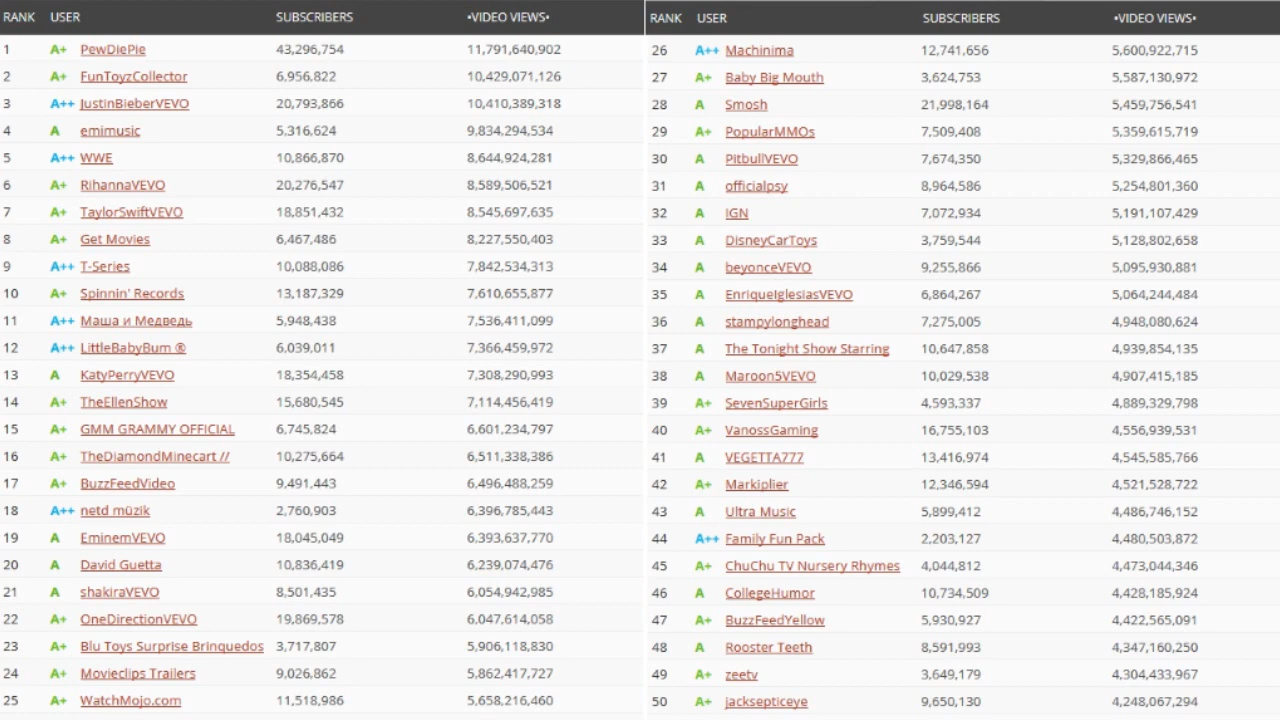 RANK USER SUBSCRIBERS •VIDEO VIEWS•
1 A+ PewDiePie 43,296,754 11,791,640,902
2 A+ FunToyzCollector 6,956,822 10,429,071,126
3 A++ JustinBieberVEVO 20,793,866 10,410,389,318
4 A emimusic 5,316,624 9,834,294,534
5 A++ WWE 10,866,870 8,644,924,281
6 A+ RihannaVEVO 20,276,547 8,589,506,521
7 A+ TaylorSwiftVEVO 18,851,432 8,545,697,635
8 A+ Get Movies 6,467,486 8,227,550,403
9 A++ T-Series 10,088,086 7,842,534,313
10 A+ Spinnin' Records 13,187,329 7,610,655,877
11 A++ Маша и Медведь 5,948,438 7,536,411,099
12 A++ LittleBabyBum ® 6,039,011 7,366,459,972
13 A KatyPerryVEVO 18,354,458 7,308,290,993
14 A+ TheEllenShow 15,680,545 7,114,456,419
15 A+ GMM GRAMMY OFFICIAL 6,745,824 6,601,234,797
16 A+ TheDiamondMinecart // 10,275,664 6,511,338,386
17 A+ BuzzFeedVideo 9,491,443 6,496,488,259
18 A++ netd müzik 2,760,903 6,396,785,443
19 A EminemVEVO 18,045,049 6,393,637,770
20 A David Guetta 10,836,419 6,239,074,476
21 A shakiraVEVO 8,501,435 6,054,942,985
22 A+ OneDirectionVEVO 19,869,578 6,047,614,058
23 A+ Blu Toys Surprise Brinquedos 3,717,807 5,906,118,830
24 A+ Movieclips Trailers 9,026,862 5,862,417,727
25 A+ WatchMojo.com 11,518,986 5,658,216,460
RANK USER SUBSCRIBERS •VIDEO VIEWS•
26 A++ Machinima 12,741,656 5,600,922,715
27 A+ Baby Big Mouth 3,624,753 5,587,130,972
28 A Smosh 21,998,164 5,459,756,541
29 A+ PopularMMOs 7,509,408 5,359,615,719
30 A PitbullVEVO 7,674,350 5,329,866,465
31 A officialpsy 8,964,586 5,254,801,360
32 A IGN 7,072,934 5,191,107,429
33 A DisneyCarToys 3,759,544 5,128,802,658
34 A beyonceVEVO 9,255,866 5,095,930,881
35 A EnriqueIglesiasVEVO 6,864,267 5,064,244,484
36 A stampylonghead 7,275,005 4,948,080,624
37 A The Tonight Show Starring 10,647,858 4,939,854,135
38 A Maroon5VEVO 10,029,538 4,907,415,185
39 A+ SevenSuperGirls 4,593,337 4,889,329,798
40 A+ VanossGaming 16,755,103 4,556,939,531
41 A VEGETTA777 13,416,974 4,545,585,766
42 A+ Markiplier 12,346,594 4,521,528,722
43 A Ultra Music 5,899,412 4,486,746,152
44 A++ Family Fun Pack 2,203,127 4,480,503,872
45 A+ ChuChu TV Nursery Rhymes 4,044,812 4,473,044,346
46 A CollegeHumor 10,734,509 4,428,185,924
47 A+ BuzzFeedYellow 5,930,927 4,422,565,091
48 A Rooster Teeth 8,591,993 4,347,160,250
49 A+ zeetv 3,649,179 4,304,433,967
50 A+ jacksepticeye 9,650,130 4,248,067,294